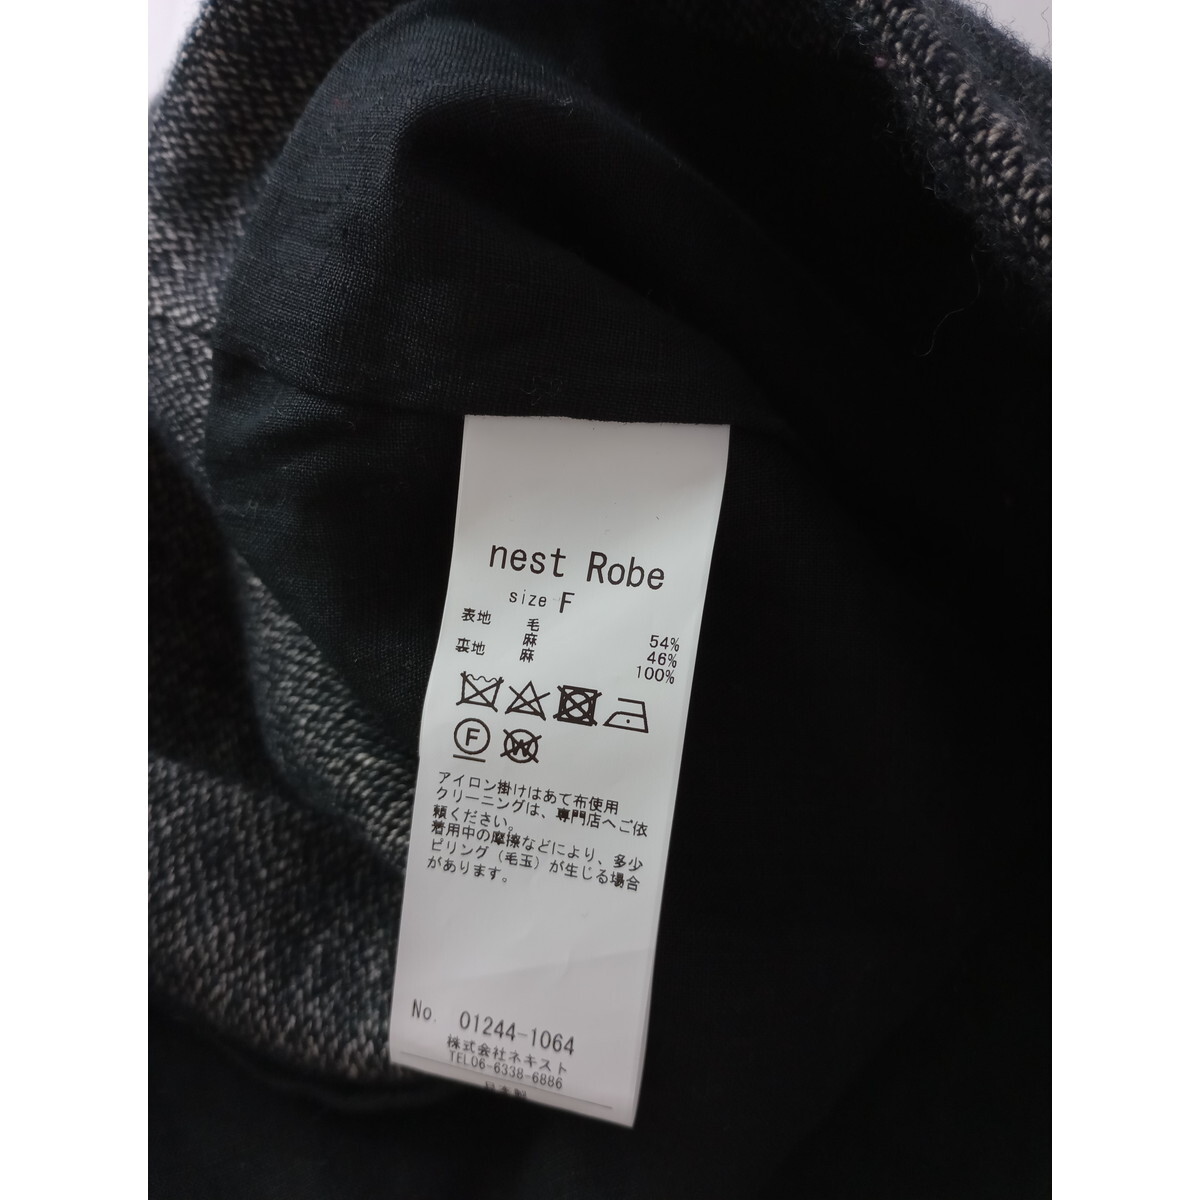 nest Robe
size F
表地 毛 54%
麻 46%
裏地 麻 100%
F W
アイロン掛けはあて布使用
クリーニングは、専門店へご依
頼ください。
着用中の摩擦などにより、多少
ピリング(毛玉)が生じる場合
があります。
No. 01244-1064
株式会社ネキスト
TEL06-6338-6886
日本製